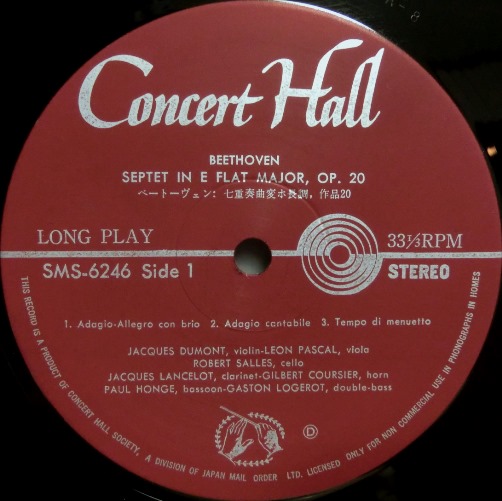 Concert Hall
BEETHOVEN
SEPTET IN E FLAT MAJOR, OP. 20
ベートーヴェン: 七重奏曲変ホ長調, 作品20
LONG PLAY
33⅓RPM
SMS-6246 Side 1
STEREO
1. Adagio-Allegro con brio 2. Adagio cantabile 3. Tempo di menuetto
JACQUES DUMONT, violin-LEON PASCAL, viola
ROBERT SALLES, cello
JACQUES LANCELOT, clarinet-GILBERT COURSIER, horn
PAUL HONGE, bassoon-GASTON LOGEROT, double-bass
D
THIS RECORD IS A PRODUCT OF CONCERT HALL SOCIETY, A DIVISION OF JAPAN MAIL ORDER LTD. LICENSED ONLY FOR NON COMMERCIAL USE IN PHONOGRAPHS IN HOMES